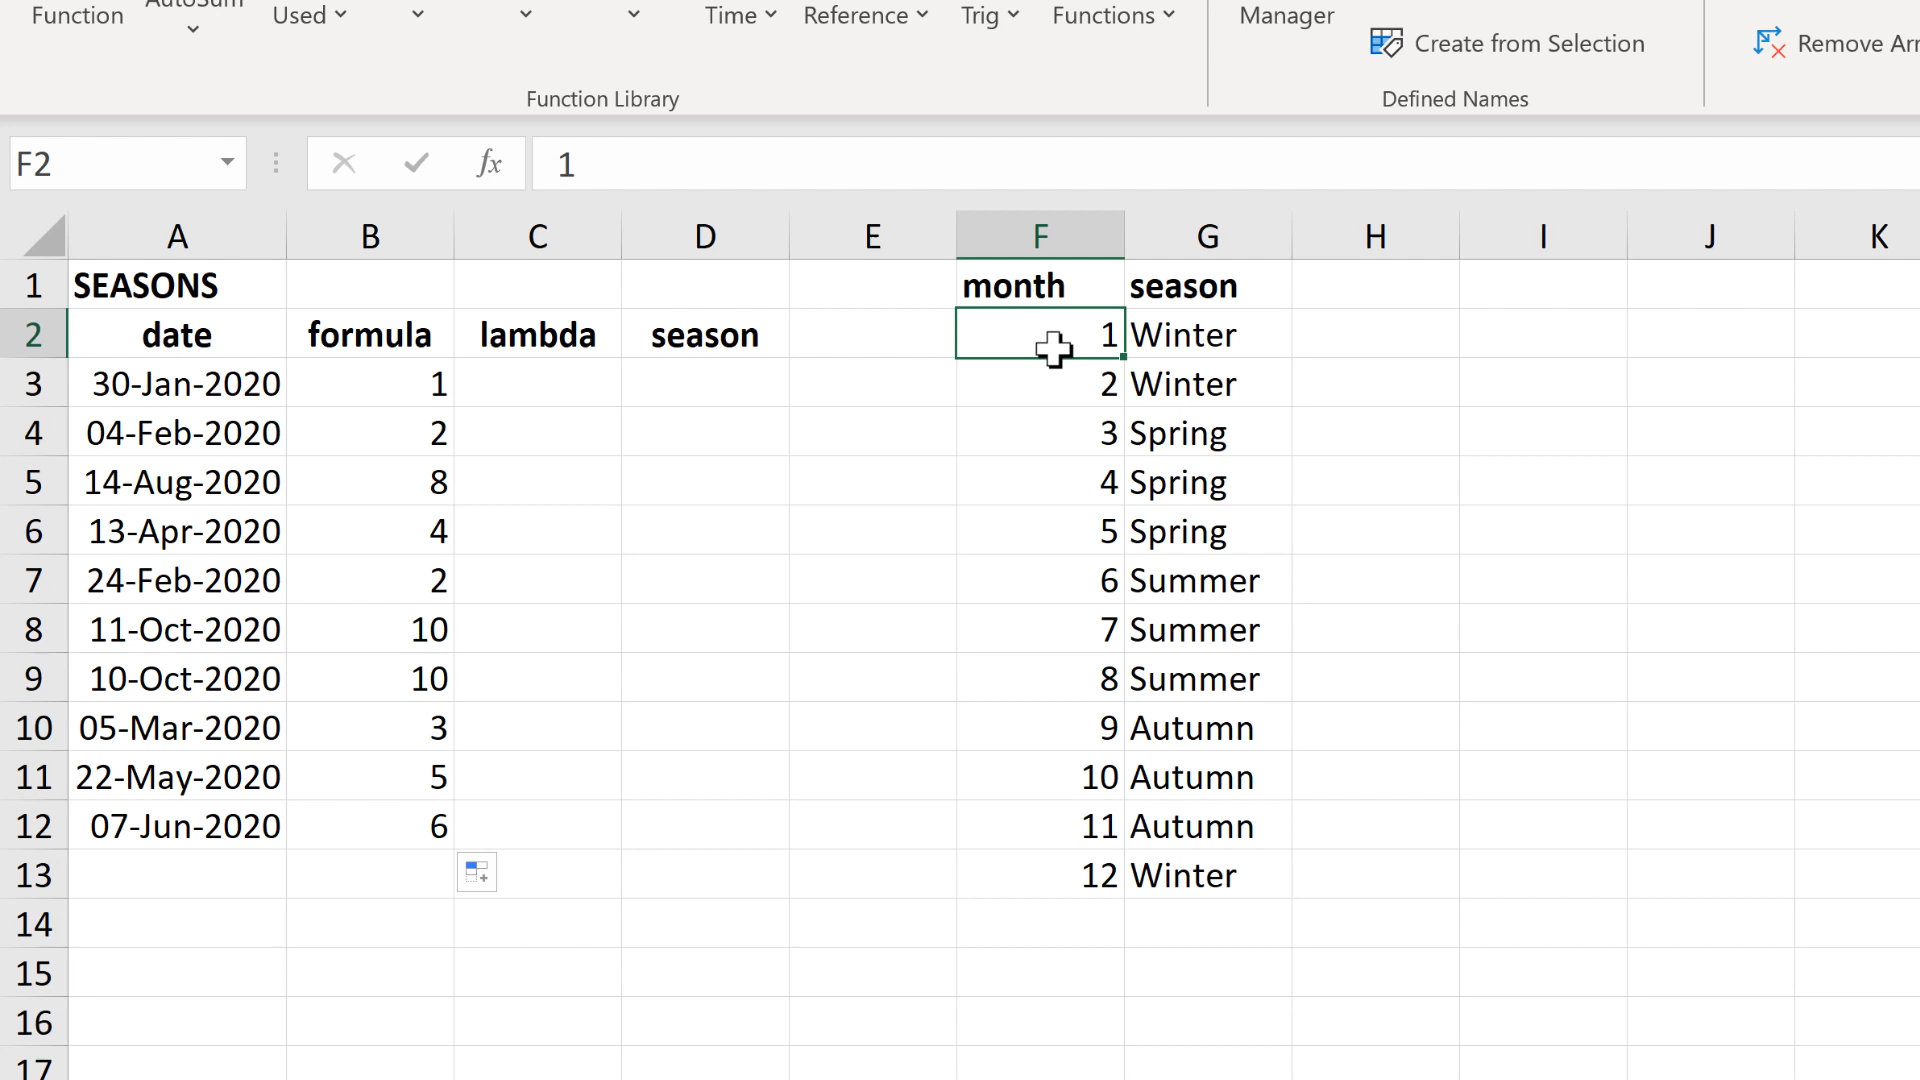 Function AutoSum Used Time Reference Trig Functions Manager
Create from Selection Remove Arr
Function Library Defined Names
F2 fx 1
A B C D E F G H I J K
1 SEASONS month season
2 date formula lambda season 1 Winter
3 30-Jan-2020 1 2 Winter
4 04-Feb-2020 2 3 Spring
5 14-Aug-2020 8 4 Spring
6 13-Apr-2020 4 5 Spring
7 24-Feb-2020 2 6 Summer
8 11-Oct-2020 10 7 Summer
9 10-Oct-2020 10 8 Summer
10 05-Mar-2020 3 9 Autumn
11 22-May-2020 5 10 Autumn
12 07-Jun-2020 6 11 Autumn
13 12 Winter
14
15
16
17